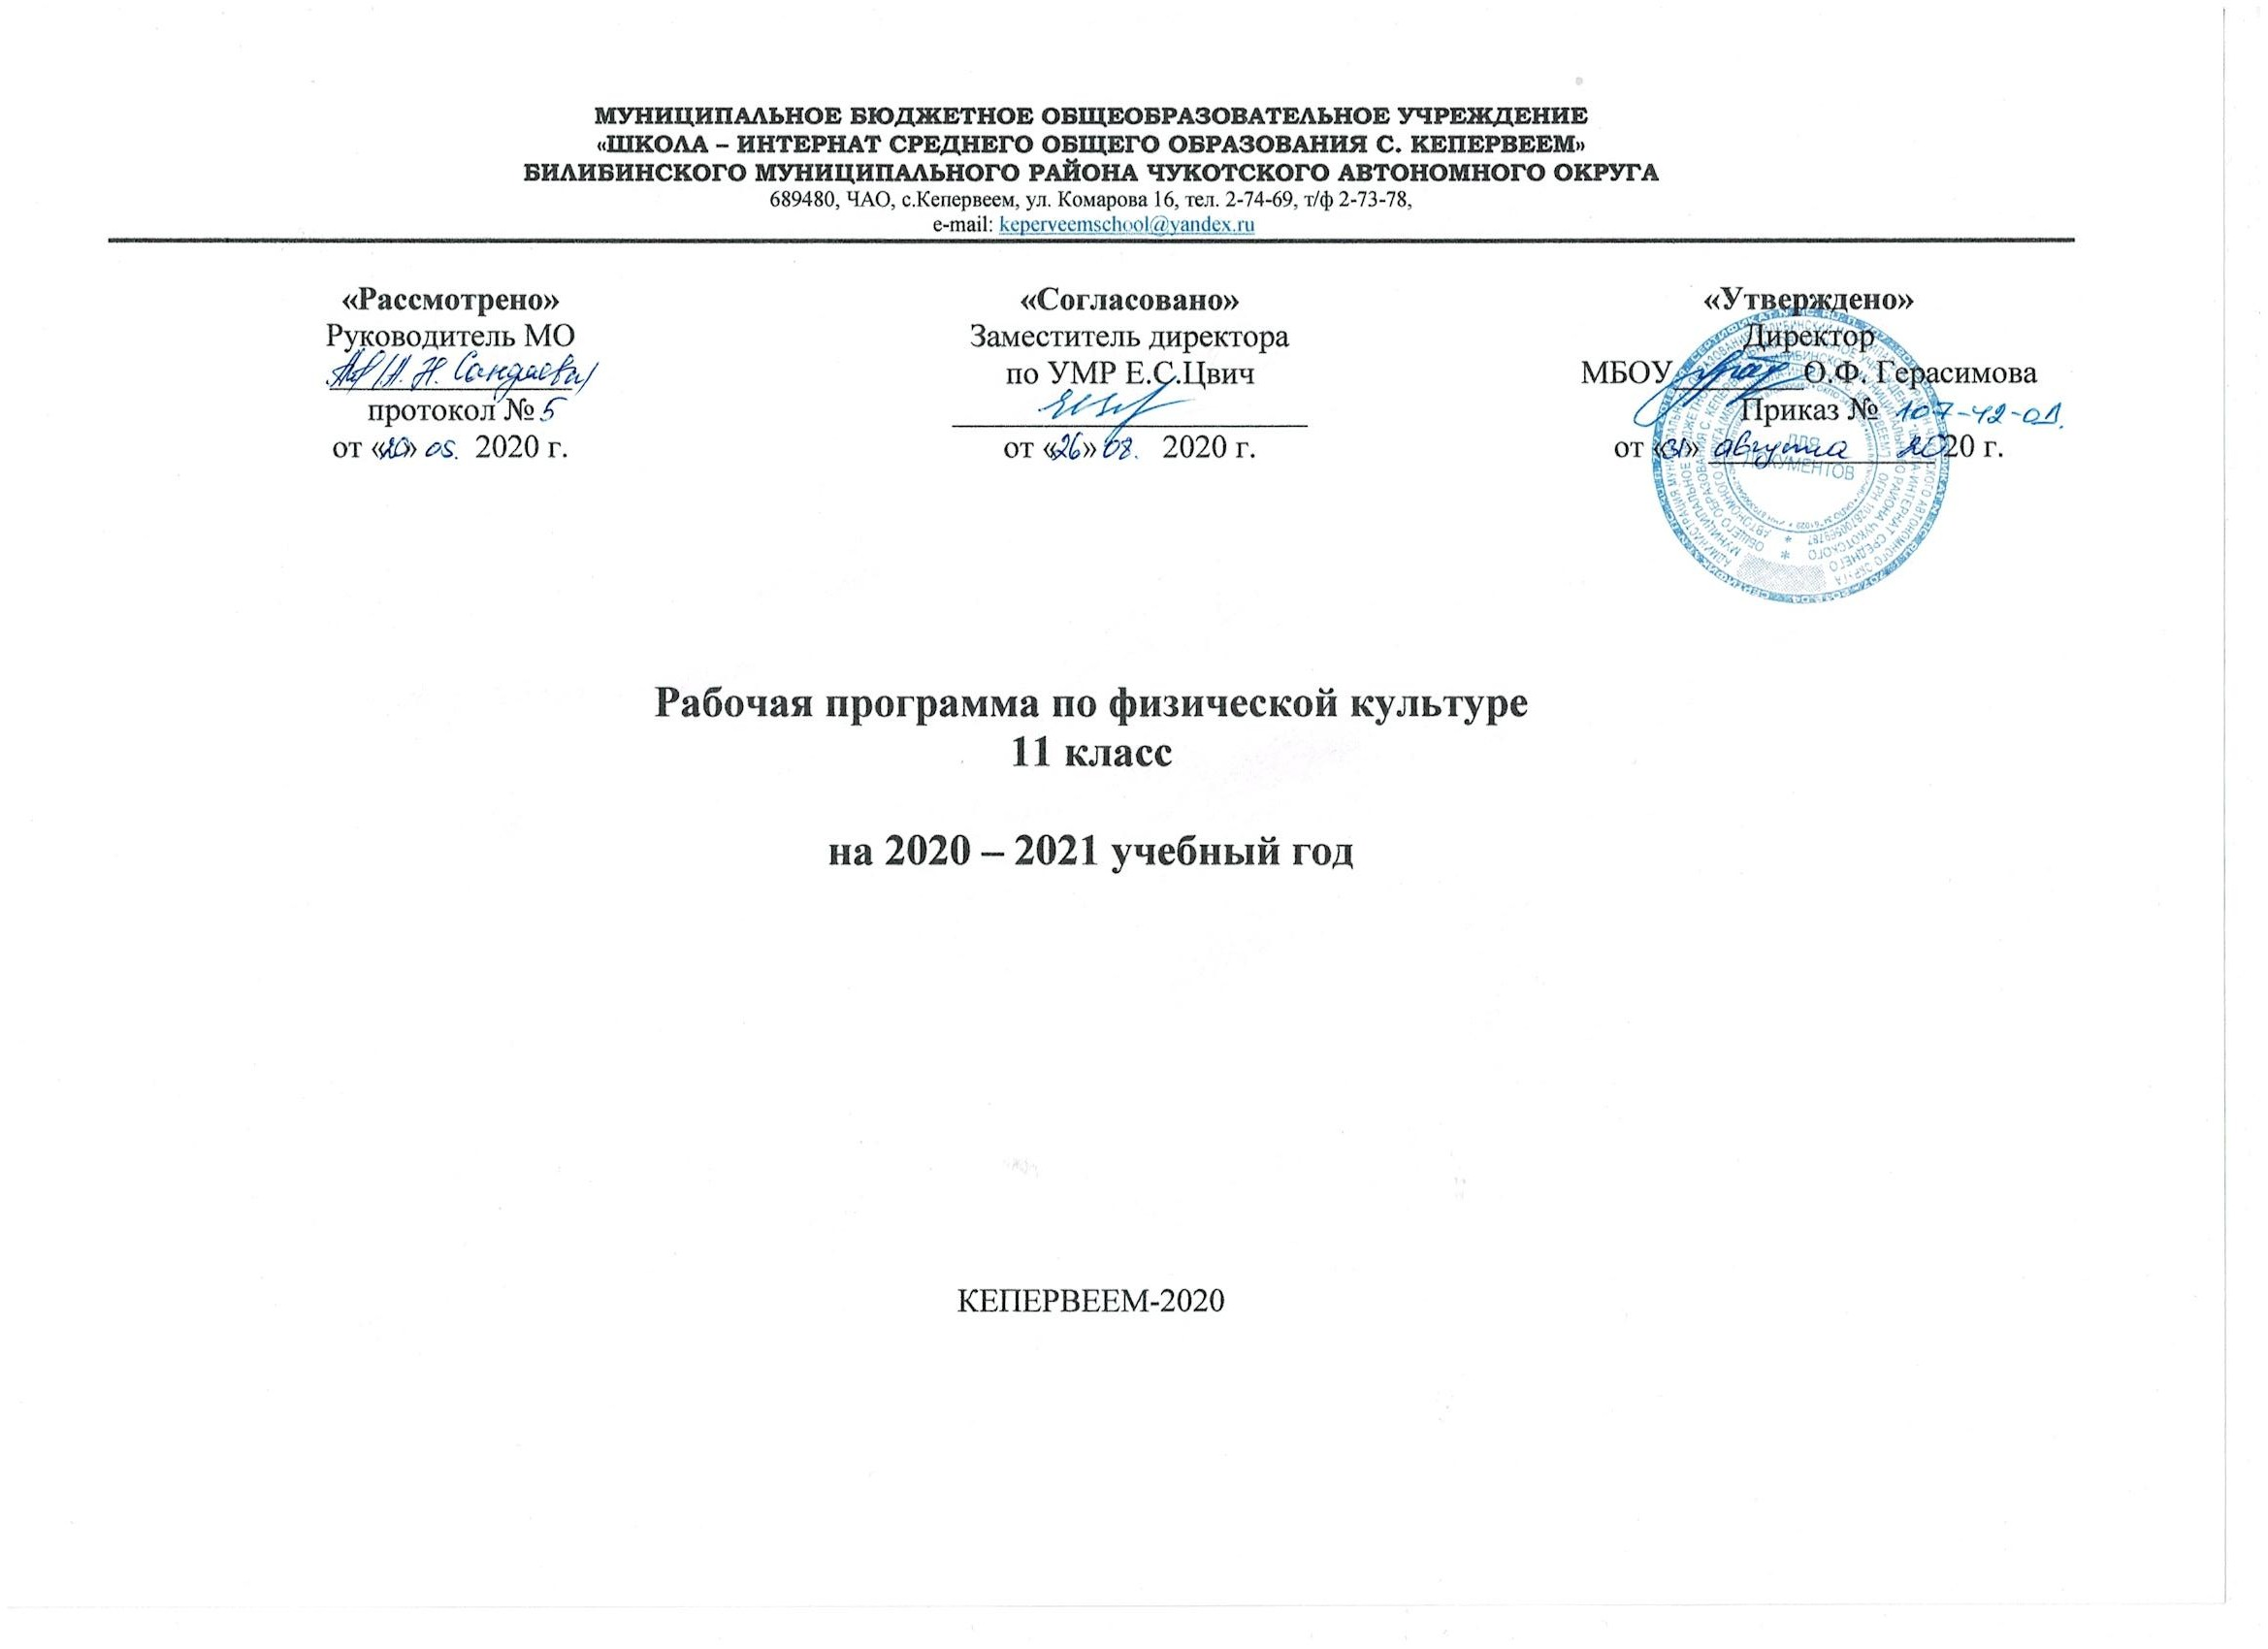 МУНИЦИПАЛЬНОЕ БЮДЖЕТНОЕ ОБЩЕОБРАЗОВАТЕЛЬНОЕ УЧРЕЖДЕНИЕ
«ШКОЛА – ИНТЕРНАТ СРЕДНЕГО ОБЩЕГО ОБРАЗОВАНИЯ С. КЕПЕРВЕЕМ»
БИЛИБИНСКОГО МУНИЦИПАЛЬНОГО РАЙОНА ЧУКОТСКОГО АВТОНОМНОГО ОКРУГА
689480, ЧАО, с.Кепервеем, ул. Комарова 16, тел. 2-74-69, т/ф 2-73-78,
e-mail: keperveemschool@yandex.ru
«Рассмотрено»
Руководитель МО
протокол № 5
от «20» 05. 2020 г.
«Согласовано»
Заместитель директора
по УМР Е.С.Цвич
от «26» 08. 2020 г.
«Утверждено»
Директор
МБОУ О.Ф. Герасимова
Приказ №
от «31» августа 2020 г.
ДЛЯ
ДОКУМЕНТОВ
Рабочая программа по физической культуре
11 класс
на 2020 – 2021 учебный год
КЕПЕРВЕЕМ-2020